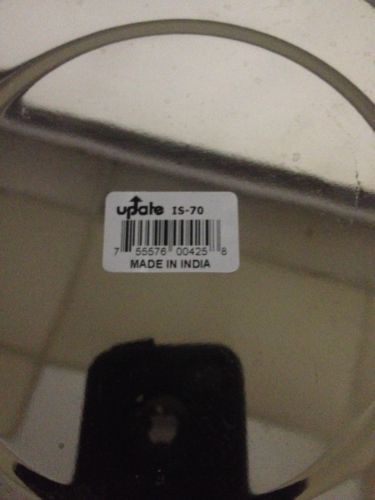 update IS-70
7 55576 00425 8
MADE IN INDIA